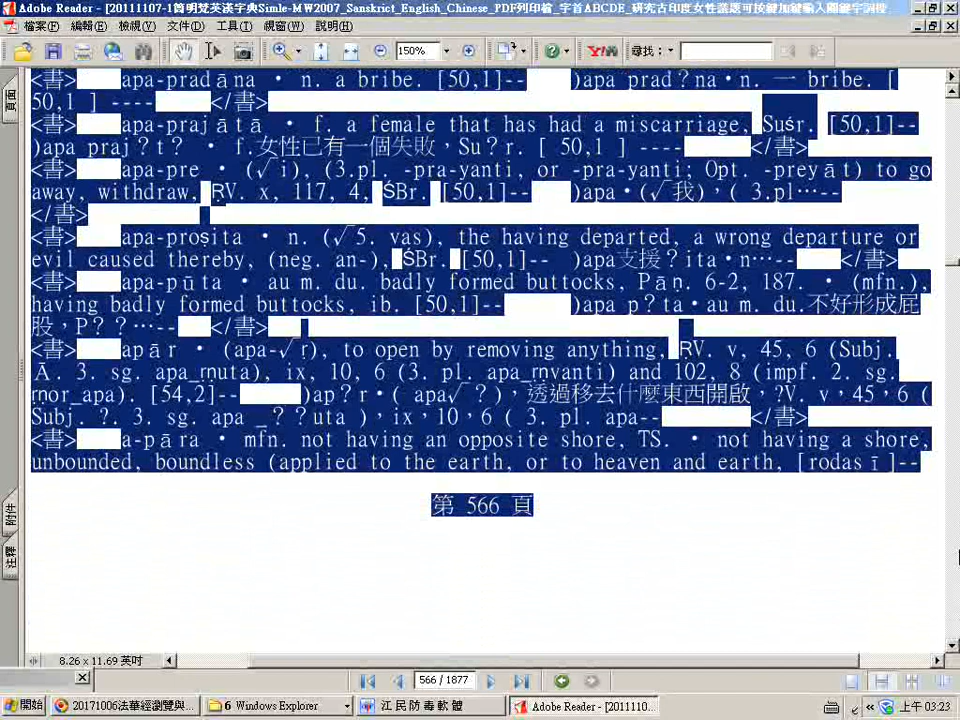 Adobe Reader - [20111107-1簡明梵英漢字典Simle-MW2007_Sanskrict_English_Chinese_PDF列印檔_字首ABCDE_研究古印度女性議題可按鍵加鍵輸入關鍵字詞搜
檔案(F) 編輯(E) 檢視(V) 文件(D) 工具(T) 視窗(W) 說明(H)
150% Y! 尋找：
頁面
<書> apa-pradāna ‧ n. a bribe. [50,1]-- )apa prad？na‧n. 一 bribe. [
50,1 ] ---- </書>
<書> apa-prajātā ‧ f. a female that has had a miscarriage, Suśr. [50,1]--
)apa praj？t？ ‧ f.女性已有一個失敗，Su？r. [ 50,1 ] ---- </書>
<書> apa-pre ‧ (√i), (3.pl. -pra-yanti, or -pra-yanti; Opt. -preyāt) to go
away, withdraw, ṚV. x, 117, 4, ŚBr. [50,1]-- )apa‧(√我)，( 3.pl…--
</書>
<書> apa-proṣita ‧ n. (√5. vas), the having departed, a wrong departure or
evil caused thereby, (neg. an-), ŚBr. [50,1]-- )apa支援？ita‧n…-- </書>
<書> apa-pūta ‧ au m. du. badly formed buttocks, Pāṇ. 6-2, 187. ‧ (mfn.),
having badly formed buttocks, ib. [50,1]-- )apa p？ta‧au m. du.不好形成屁
股，P？？…-- </書>
<書> apār ‧ (apa-√ṛ), to open by removing anything, ṚV. v, 45, 6 (Subj.
Ā. 3. sg. apa_ṛṇuta), ix, 10, 6 (3. pl. apa_ṛṇvanti) and 102, 8 (impf. 2. sg.
ṛṇor_apa). [54,2]-- )ap？r‧( apa√？)，透過移去什麼東西開啟，?V. v，45，6 (
Subj. ?. 3. sg. apa _？？uta )，ix，10，6 ( 3. pl. apa-- </書>
<書> a-pāra ‧ mfn. not having an opposite shore, TS. ‧ not having a shore,
unbounded, boundless (applied to the earth, or to heaven and earth, [rodasī]--
第 566 頁
附件
注釋
8.26 x 11.69 英吋
566 / 1877
開始 20171006法華經瀏覽與... 6 Windows Explorer 江民防毒軟體 Adobe Reader - [2011110... 上午 03:23